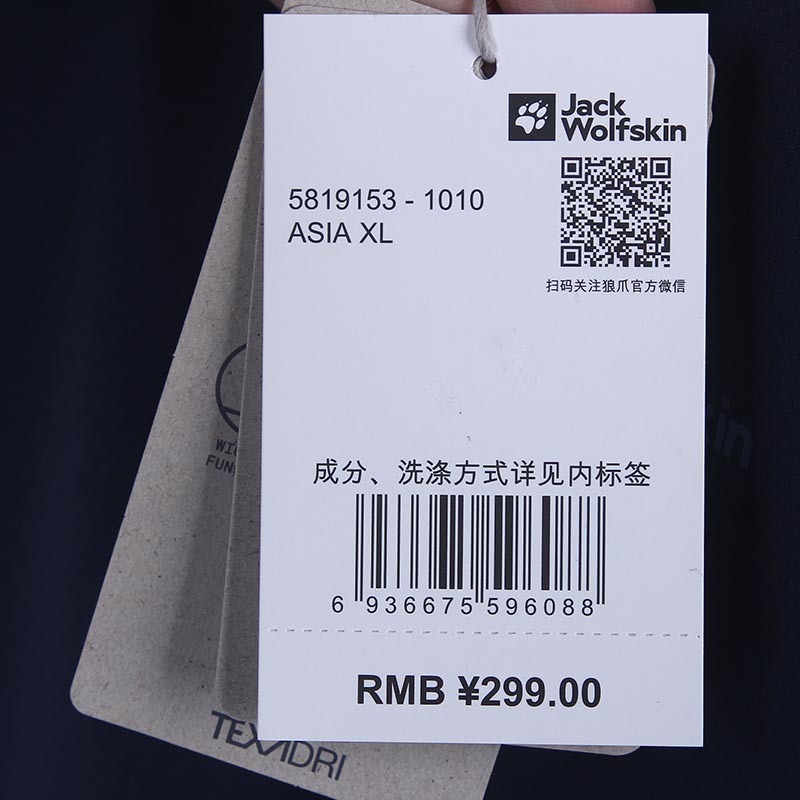 Jack
Wolfskin
5819153 - 1010
ASIA XL
扫码关注狼爪官方微信
成分、洗涤方式详见内标签
6 936675 596088
RMB ¥299.00
TEXADRI
kin